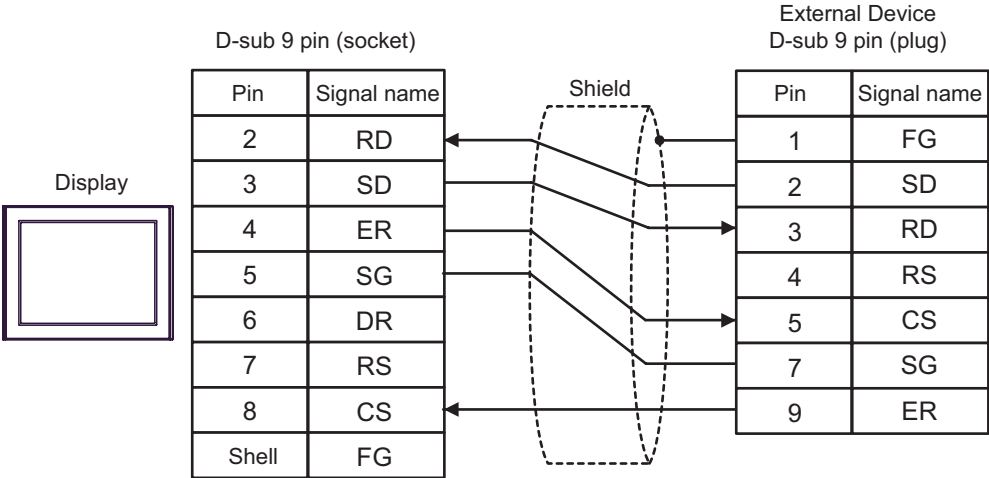 External Device
D-sub 9 pin (socket)
D-sub 9 pin (plug)
Display
Shield
Pin Signal name
2 RD
3 SD
4 ER
5 SG
6 DR
7 RS
8 CS
Shell FG
Pin Signal name
1 FG
2 SD
3 RD
4 RS
5 CS
7 SG
9 ER